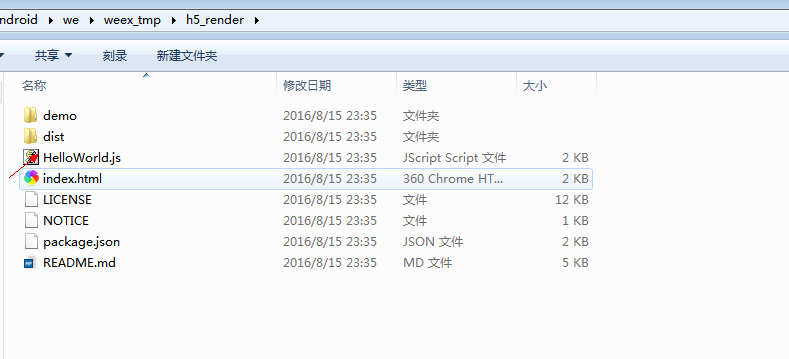 ndroid ▸ we ▸ weex_tmp ▸ h5_render ▸
共享 刻录 新建文件夹
名称 修改日期 类型 大小
demo 2016/8/15 23:35 文件夹
dist 2016/8/15 23:35 文件夹
HelloWorld.js 2016/8/15 23:35 JScript Script 文件 2 KB
index.html 2016/8/15 23:35 360 Chrome HT... 2 KB
LICENSE 2016/8/15 23:35 文件 12 KB
NOTICE 2016/8/15 23:35 文件 1 KB
package.json 2016/8/15 23:35 JSON 文件 2 KB
README.md 2016/8/15 23:35 MD 文件 5 KB